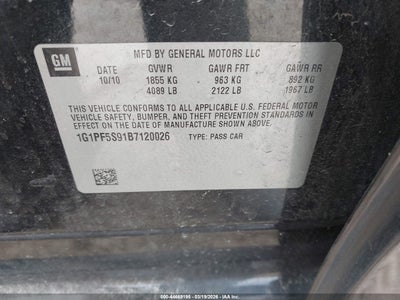 GM
MFD BY GENERAL MOTORS LLC
DATE GVWR GAWR FRT GAWR RR
10/10 1855 KG 963 KG 892 KG
4089 LB 2122 LB 1967 LB
THIS VEHICLE CONFORMS TO ALL APPLICABLE U.S. FEDERAL MOTOR
VEHICLE SAFETY, BUMPER, AND THEFT PREVENTION STANDARDS IN
EFFECT ON THE DATE OF MANUFACTURE SHOWN ABOVE.
1G1PF5S91B7120026 TYPE: PASS CAR